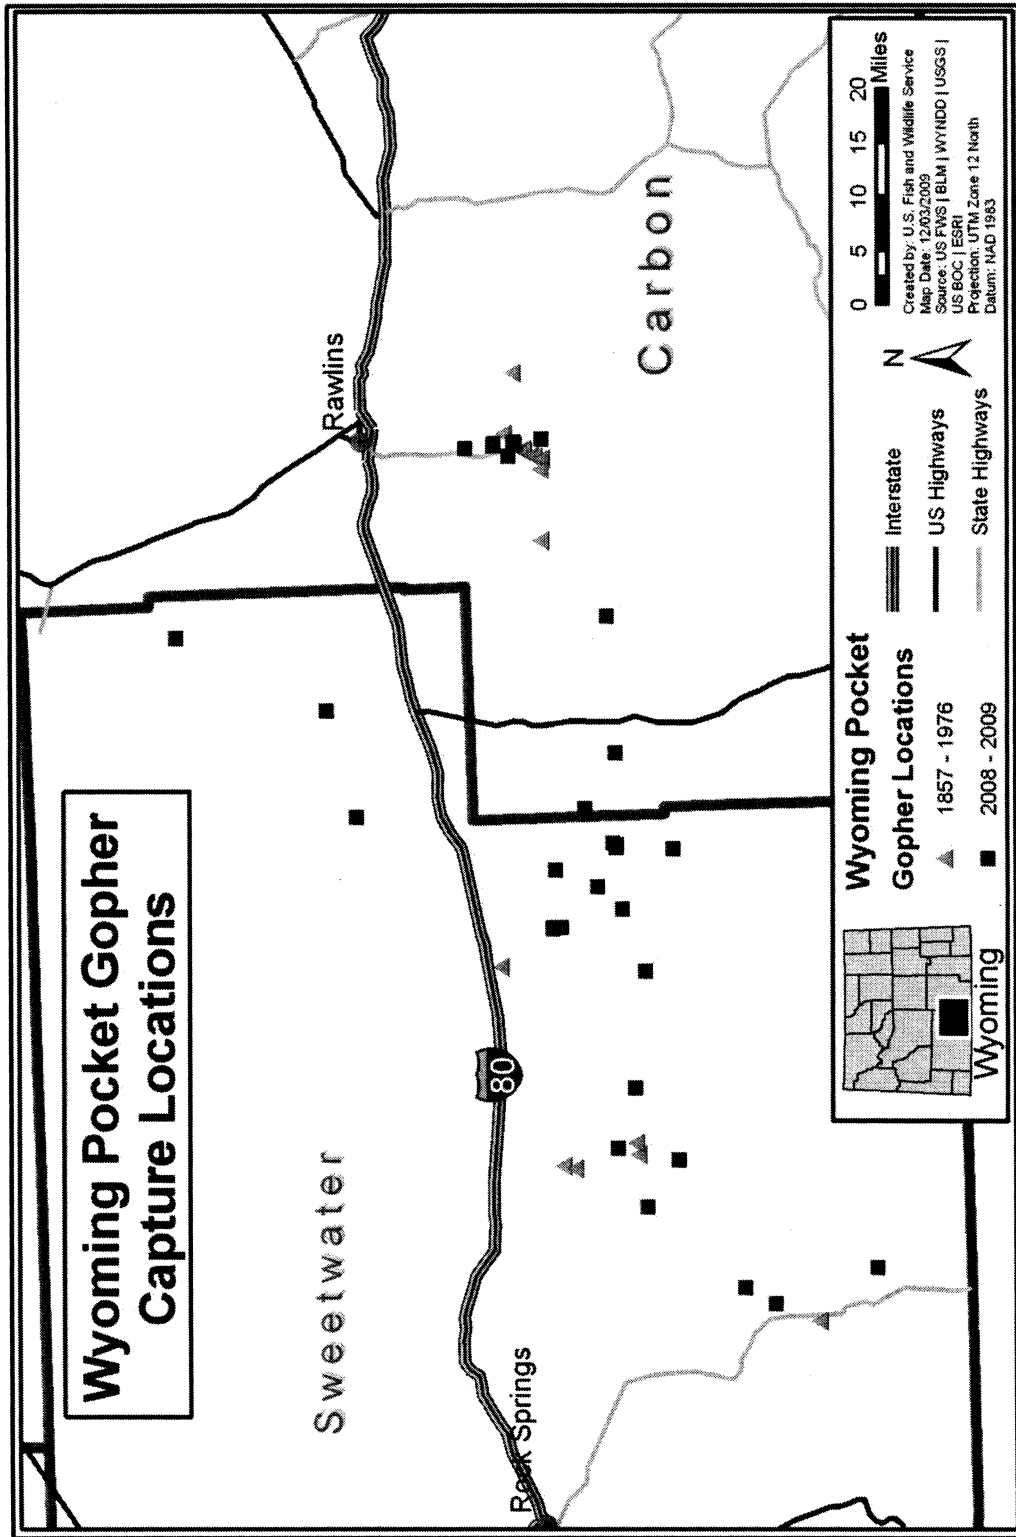 Wyoming Pocket Gopher
Capture Locations
Sweetwater
Rock Springs
80
Rawlins
Carbon
Wyoming
Wyoming Pocket
Gopher Locations
1857 - 1976
2008 - 2009
Interstate
US Highways
State Highways
N
0 5 10 15 20
Miles
Created by: U.S. Fish and Wildlife Service
Map Date: 12/03/2009
Source: US FWS | BLM | WYNDD | USGS |
US BOC | ESRI
Projection: UTM Zone 12 North
Datum: NAD 1983